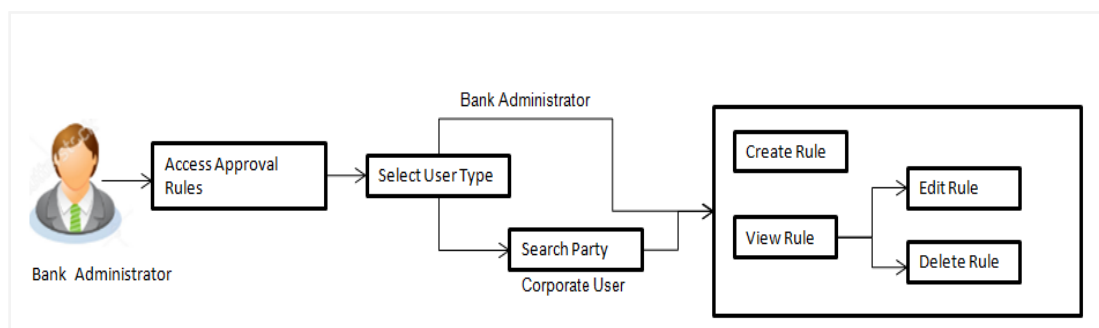 Bank Administrator
Create Rule
Access Approval
Rules
Select User Type
Edit Rule
View Rule
Search Party
Delete Rule
Bank Administrator
Corporate User